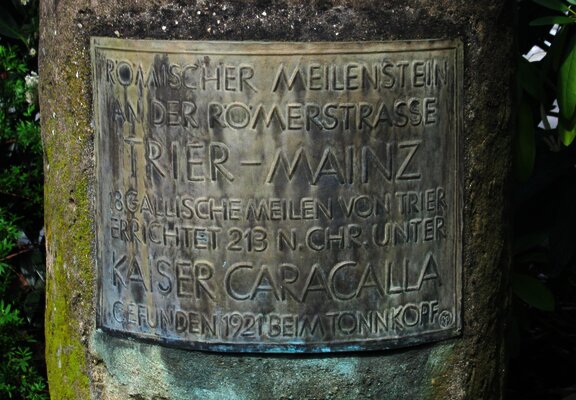 RÖMISCHER MEILENSTEIN
AN DER RÖMERSTRASSE
TRIER-MAINZ
18 GALLISCHE MEILEN VON TRIER
ERRICHTET 213 N. CHR. UNTER
KAISER CARACALLA
GEFUNDEN 1921 BEIM TONNKOPF